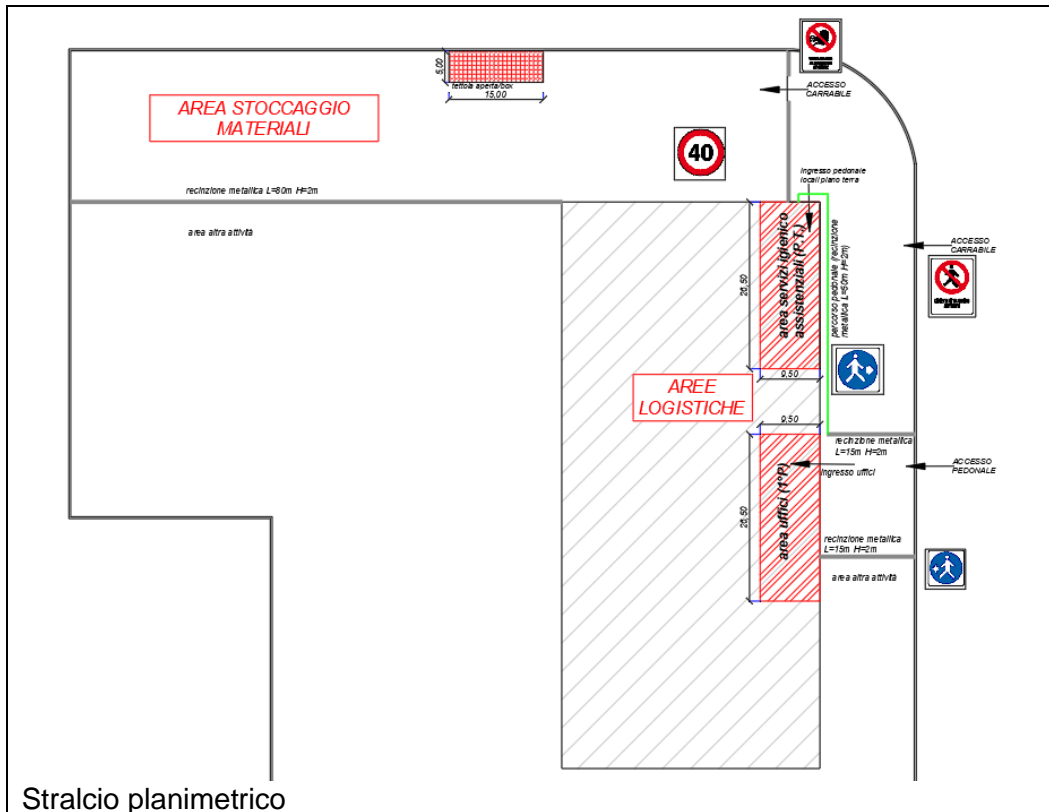 5,00
tettoia aperta/box
15,00
ACCESSO
CARRABILE
AREA STOCCAGGIO
MATERIALI
40
ingresso pedonale
locali piano terra
recinzione metallica L=80m H=2m
area altra attività
26,50
area servizi igienico
assistenziali (P.T.)
percorso pedonale (recinzione
metallica L=50m H=2m)
ACCESSO
CARRABILE
9,50
AREE
LOGISTICHE
9,50
recinzione metallica
L=15m H=2m
ACCESSO
PEDONALE
ingresso uffici
26,50
area uffici (1°P)
recinzione metallica
L=15m H=2m
area altra attività
Stralcio planimetrico